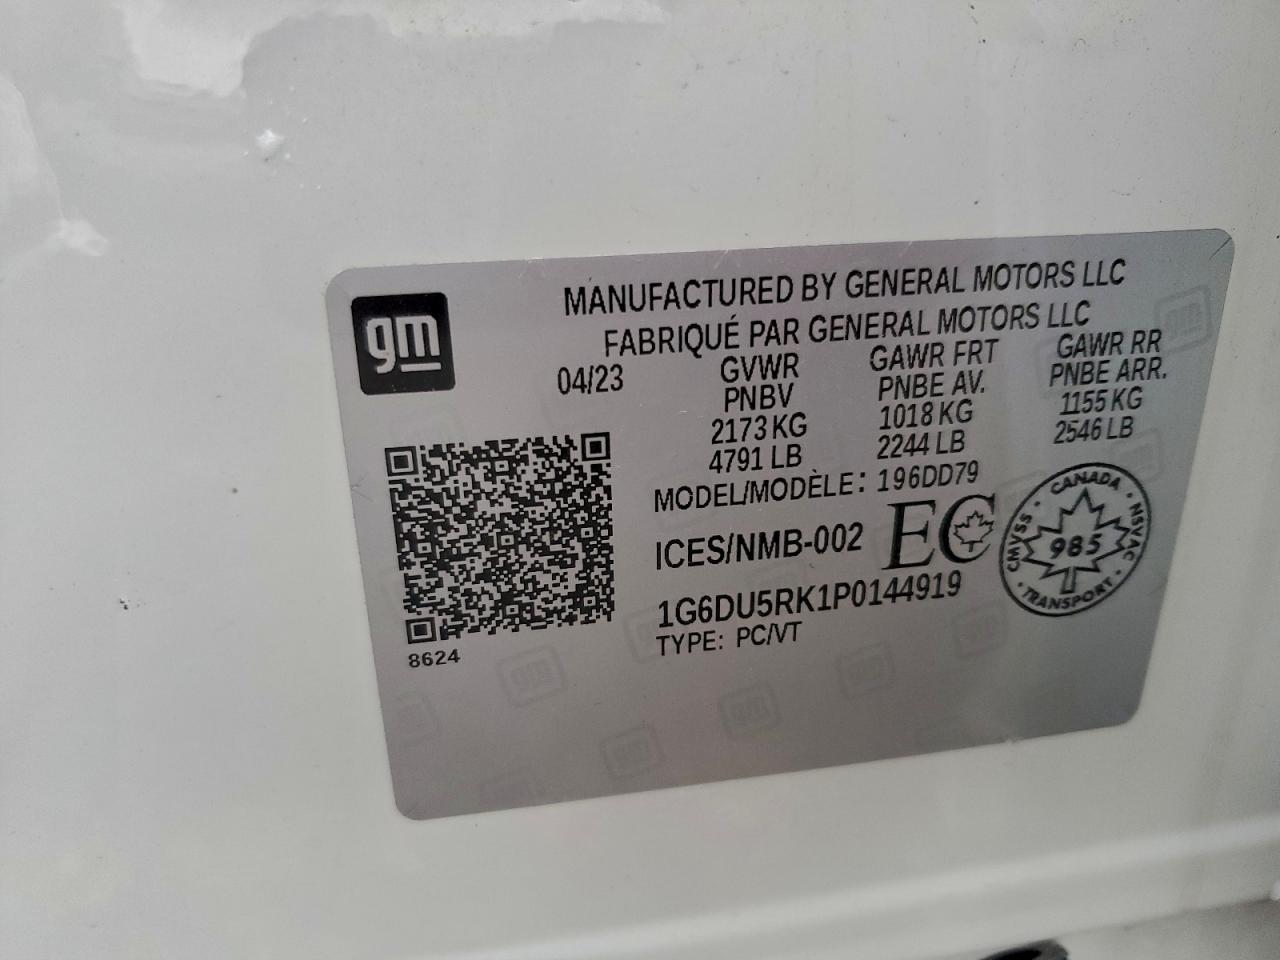 gm
MANUFACTURED BY GENERAL MOTORS LLC
FABRIQUÉ PAR GENERAL MOTORS LLC
04/23
GVWR
PNBV
2173 KG
4791 LB
GAWR FRT
PNBE AV.
1018 KG
2244 LB
GAWR RR
PNBE ARR.
1155 KG
2546 LB
MODEL/MODÈLE: 196DD79
ICES/NMB-002
EC
CANADA
CMVSS
985
NSVAC
TRANSPORT
1G6DU5RK1P0144919
TYPE: PC/VT
8624